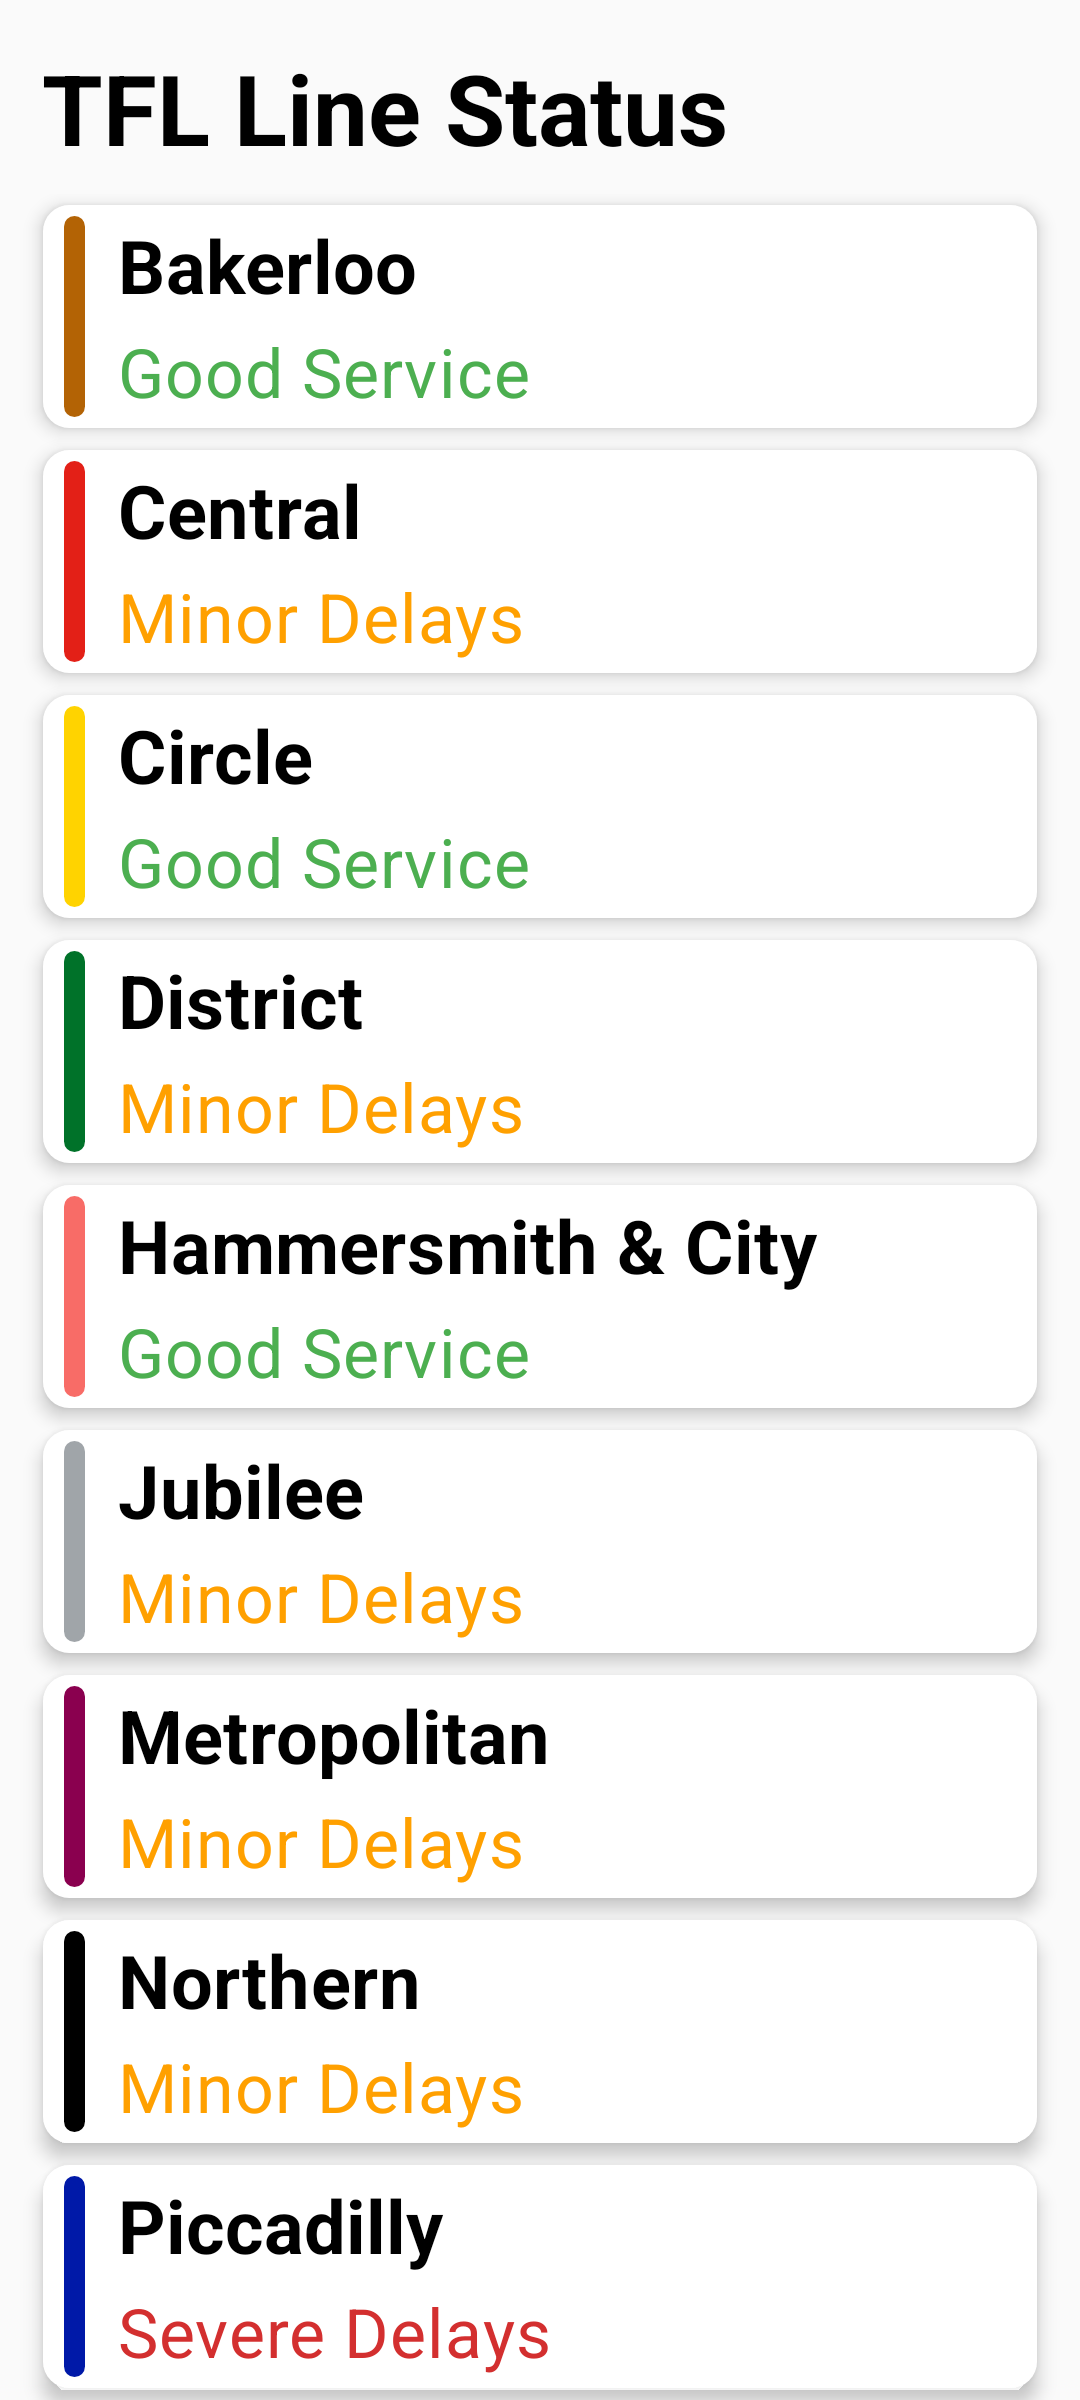 TFL Line Status
Bakerloo
Good Service
Central
Minor Delays
Circle
Good Service
District
Minor Delays
Hammersmith & City
Good Service
Jubilee
Minor Delays
Metropolitan
Minor Delays
Northern
Minor Delays
Piccadilly
Severe Delays